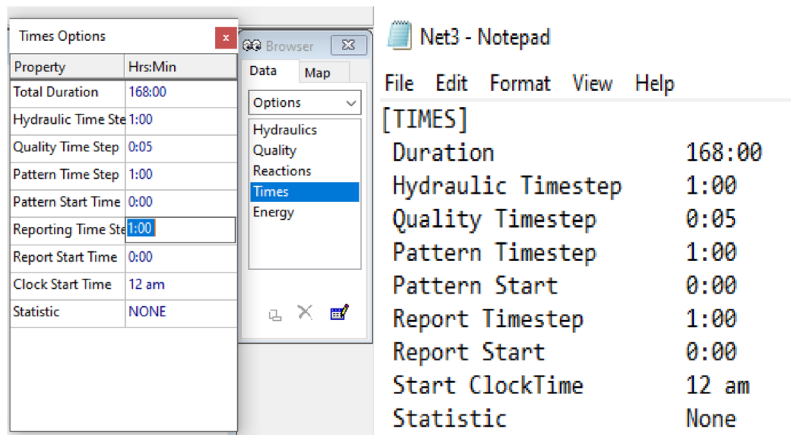 Times Options
x
Property Hrs:Min
Total Duration 168:00
Hydraulic Time Ste 1:00
Quality Time Step 0:05
Pattern Time Step 1:00
Pattern Start Time 0:00
Reporting Time Ste 1:00
Report Start Time 0:00
Clock Start Time 12 am
Statistic NONE
Browser
Data Map
Options
Hydraulics
Quality
Reactions
Times
Energy
Net3 - Notepad
File Edit Format View Help
[TIMES]
Duration 168:00
Hydraulic Timestep 1:00
Quality Timestep 0:05
Pattern Timestep 1:00
Pattern Start 0:00
Report Timestep 1:00
Report Start 0:00
Start ClockTime 12 am
Statistic None